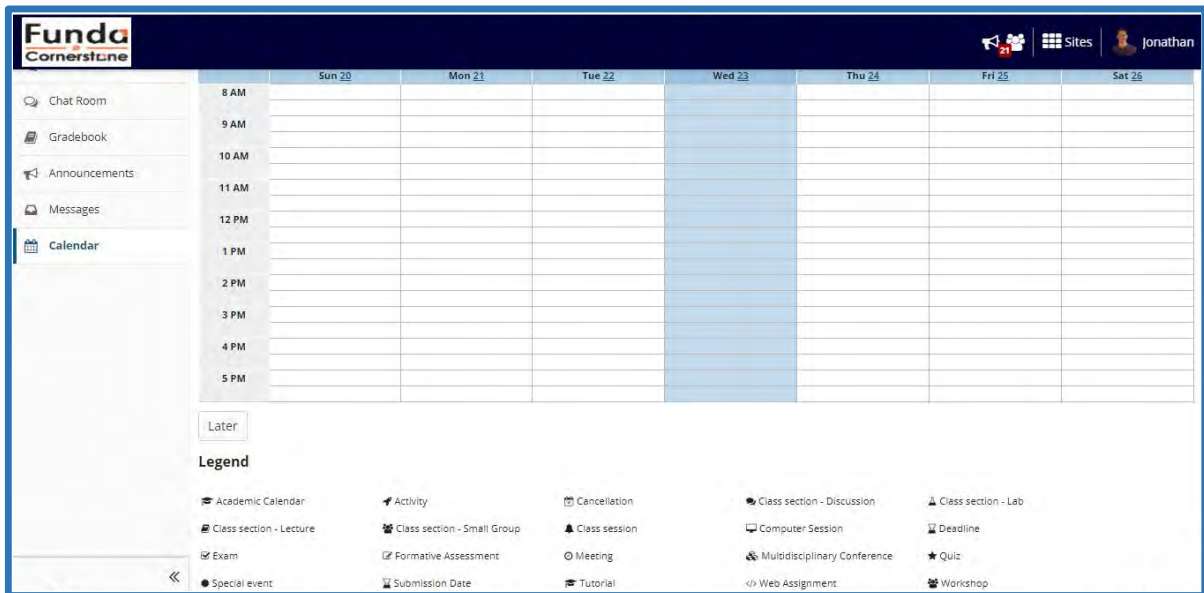 Funda
Cornerstone
21
Sites
Jonathan
Sun 20 Mon 21 Tue 22 Wed 23 Thu 24 Fri 25 Sat 26
Chat Room
Gradebook
Announcements
Messages
Calendar
8 AM
9 AM
10 AM
11 AM
12 PM
1 PM
2 PM
3 PM
4 PM
5 PM
Later
Legend
Academic Calendar Activity Cancellation Class section - Discussion Class section - Lab
Class section - Lecture Class section - Small Group Class session Computer Session Deadline
Exam Formative Assessment Meeting Multidisciplinary Conference Quiz
Special event Submission Date Tutorial Web Assignment Workshop